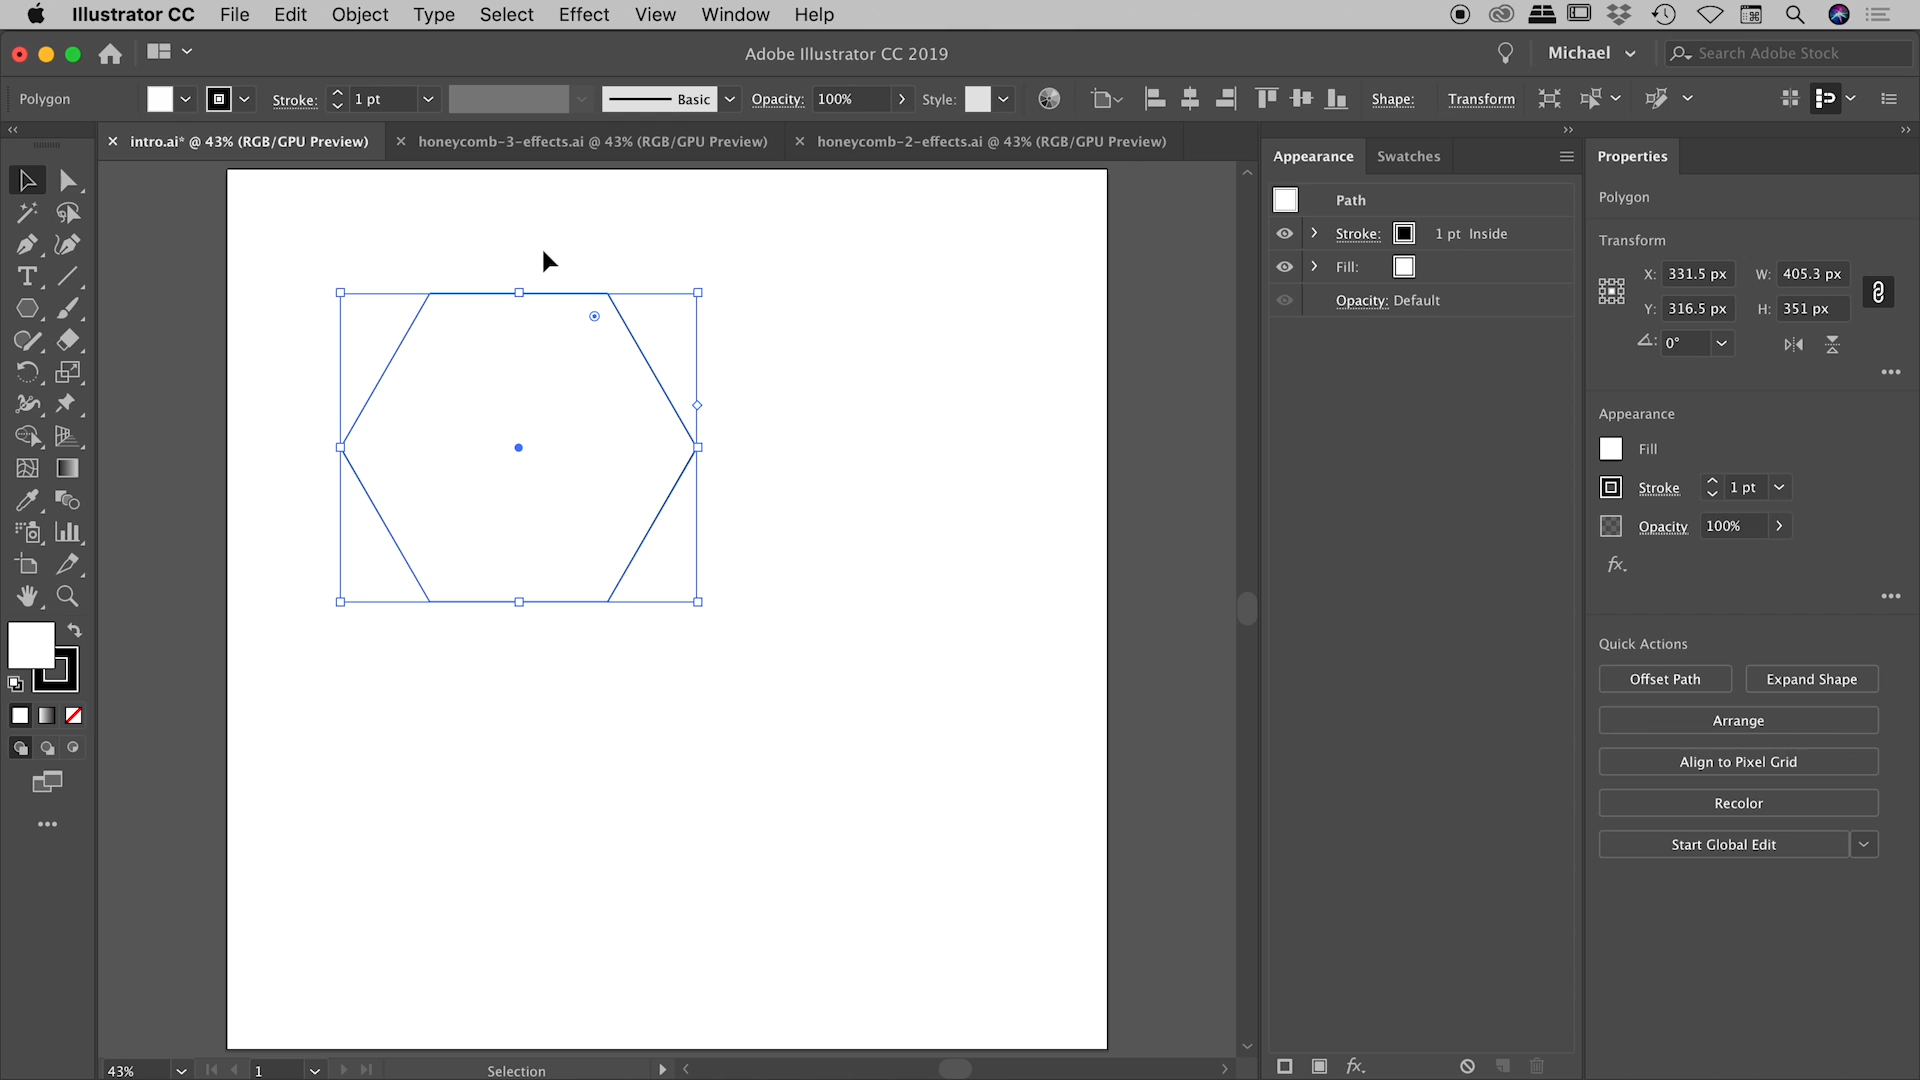 Illustrator CC File Edit Object Type Select Effect View Window Help
Adobe Illustrator CC 2019
Michael
Search Adobe Stock
Polygon
Stroke: 1 pt
Basic
Opacity: 100%
Style:
Shape:
Transform
intro.ai* @ 43% (RGB/GPU Preview)
honeycomb-3-effects.ai @ 43% (RGB/GPU Preview)
honeycomb-2-effects.ai @ 43% (RGB/GPU Preview)
Appearance
Swatches
Path
Stroke: 1 pt Inside
Fill:
Opacity: Default
Properties
Polygon
Transform
X: 331.5 px W: 405.3 px
Y: 316.5 px H: 351 px
0°
Appearance
Fill
Stroke 1 pt
Opacity 100%
fx.
Quick Actions
Offset Path
Expand Shape
Arrange
Align to Pixel Grid
Recolor
Start Global Edit
43%
1
Selection
fx.